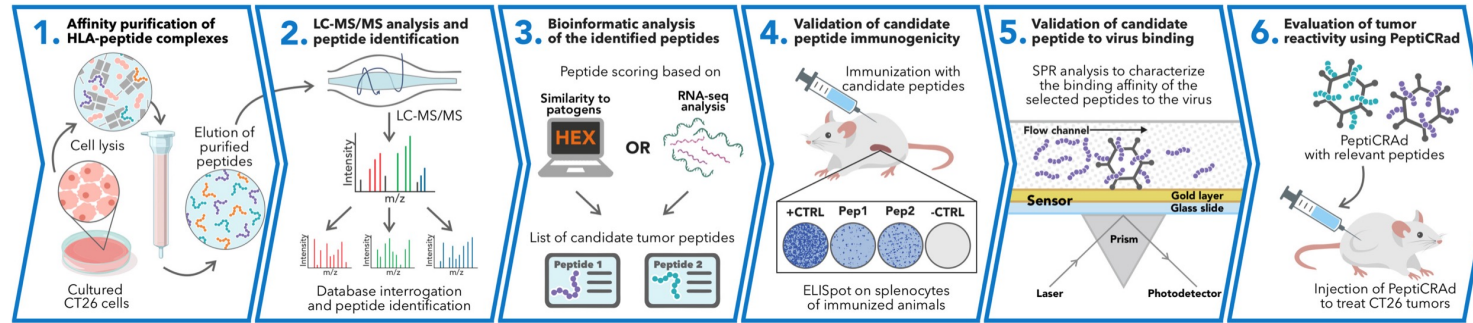 1. Affinity purification of
HLA-peptide complexes
Cell lysis
Elution of
purified
peptides
Cultured
CT26 cells
2. LC-MS/MS analysis and
peptide identification
LC-MS/MS
Intensity
m/z
Intensity
m/z
Intensity
m/z
Intensity
m/z
Database interrogation
and peptide identification
3. Bioinformatic analysis
of the identified peptides
Peptide scoring based on
Similarity to
patogens
HEX
OR
RNA-seq
analysis
List of candidate tumor peptides
Peptide 1
Peptide 2
4. Validation of candidate
peptide immunogenicity
Immunization with
candidate peptides
+CTRL Pep1 Pep2 -CTRL
ELISpot on splenocytes
of immunized animals
5. Validation of candidate
peptide to virus binding
SPR analysis to characterize
the binding affinity of the
selected peptides to the virus
Flow channel
Sensor
Gold layer
Glass slide
Prism
Laser
Photodetector
6. Evaluation of tumor
reactivity using PeptiCRad
PeptiCRAd
with relevant peptides
Injection of PeptiCRAd
to treat CT26 tumors